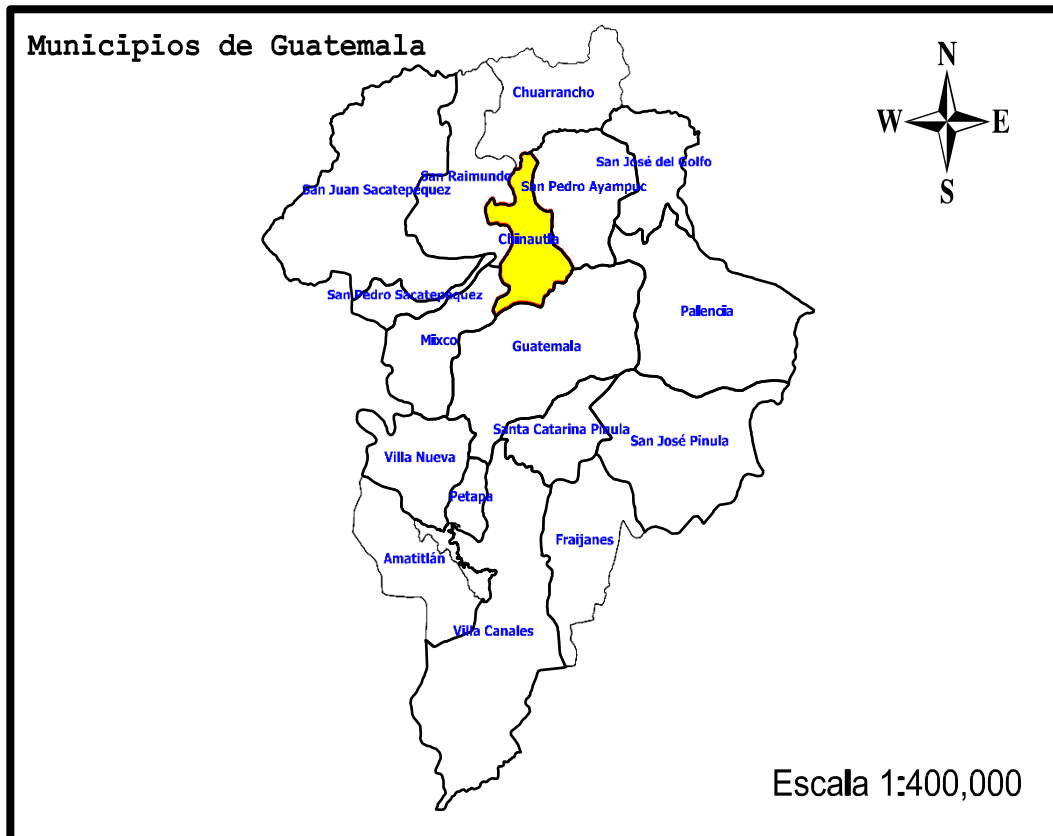 Municipios de Guatemala
N
W E
S
Chuarrancho
San José del Golfo
San Raimundo
San Juan Sacatepéquez
San Pedro Ayampuc
Chinautla
San Pedro Sacatepéquez
Palencia
Mixco
Guatemala
Santa Catarina Pinula
San José Pinula
Villa Nueva
Petapa
Fraijanes
Amatitlán
Villa Canales
Escala 1:400,000